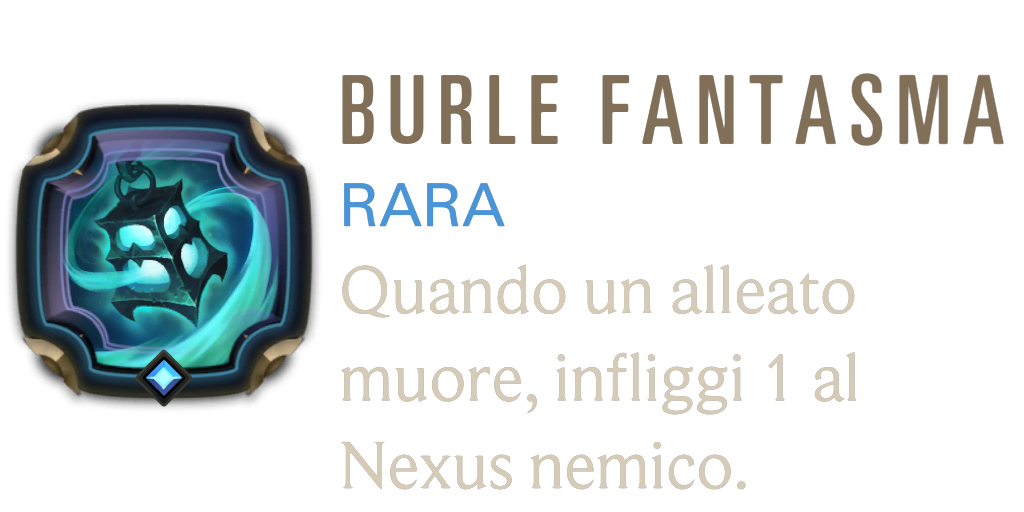 BURLE FANTASMA
RARA
Quando un alleato
muore, infliggi 1 al
Nexus nemico.